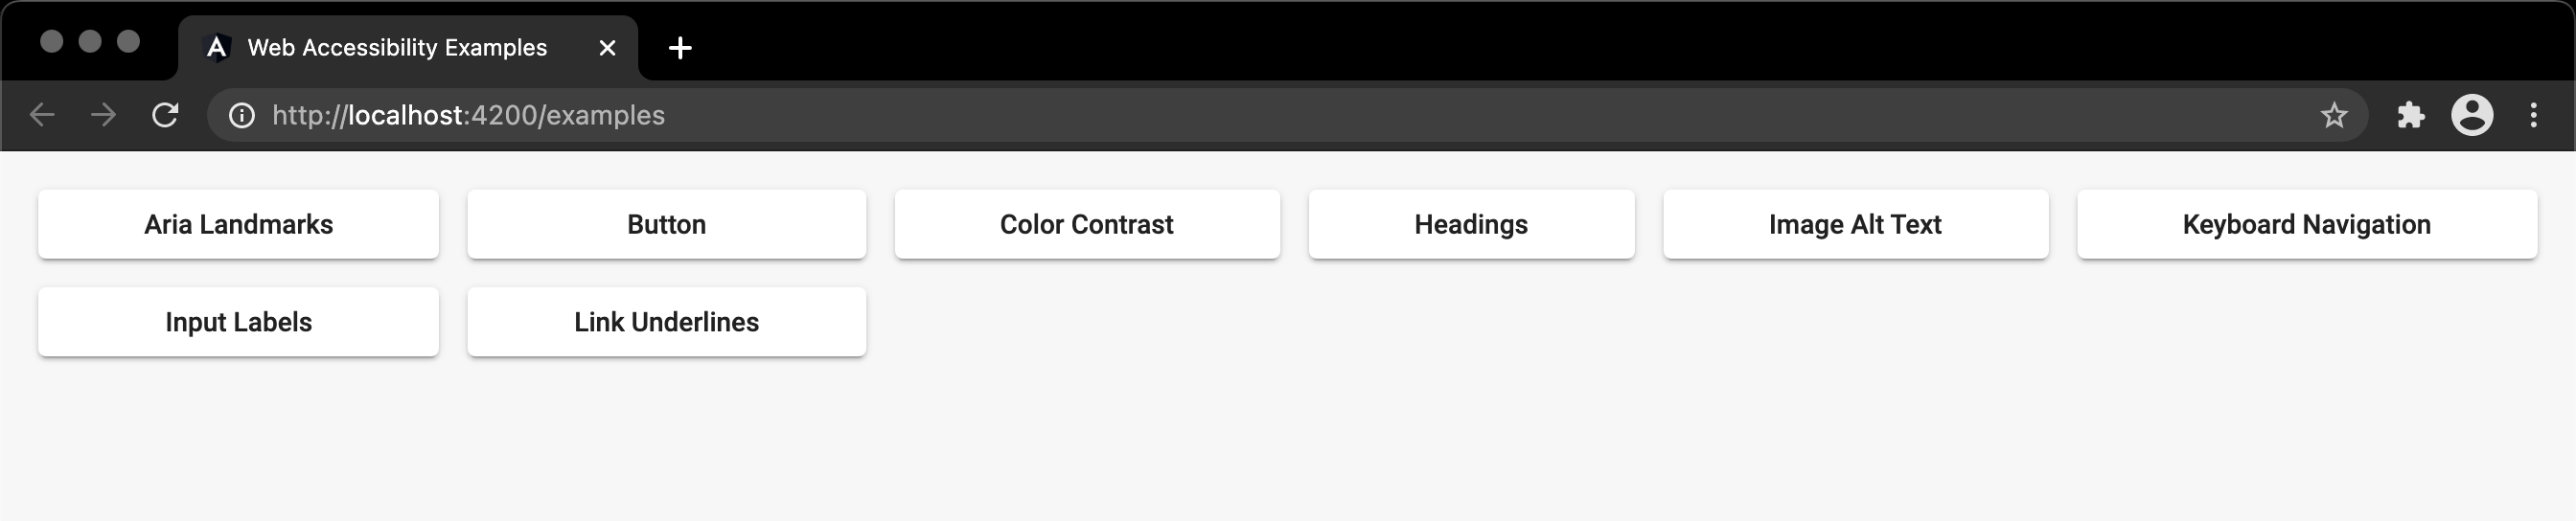 Web Accessibility Examples
http://localhost:4200/examples
Aria Landmarks Button Color Contrast Headings Image Alt Text Keyboard Navigation
Input Labels Link Underlines